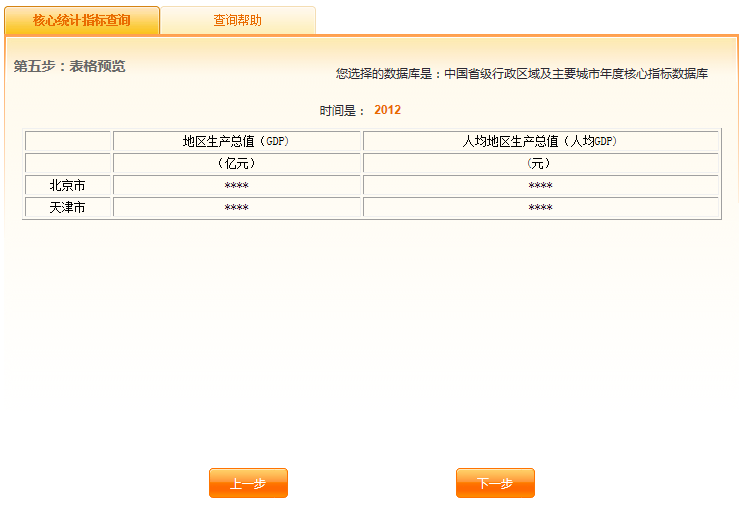 核心统计指标查询 查询帮助
第五步：表格预览
您选择的数据库是：中国省级行政区域及主要城市年度核心指标数据库
时间是： 2012
地区生产总值（GDP） 人均地区生产总值（人均GDP）
（亿元） （元）
北京市 **** ****
天津市 **** ****
上一步 下一步